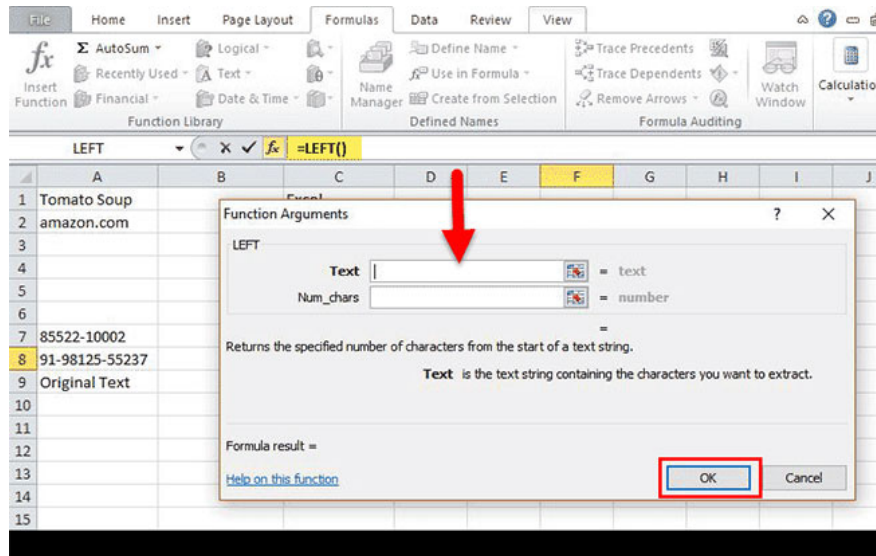 File Home Insert Page Layout Formulas Data Review View
fx Σ AutoSum Logical Define Name Trace Precedents
Recently Used Text Use in Formula Trace Dependents
Insert Function Financial Date & Time Name Manager Create from Selection Remove Arrows Watch Window Calculatio
Function Library Defined Names Formula Auditing
LEFT fx =LEFT()
A B C D E F G H I J
1 Tomato Soup Excel
2 amazon.com
3
4
5
6
7 85522-10002
8 91-98125-55237
9 Original Text
10
11
12
13
14
15
Function Arguments ? X
LEFT
Text = text
Num_chars = number
=
Returns the specified number of characters from the start of a text string.
Text is the text string containing the characters you want to extract.
Formula result =
Help on this function OK Cancel